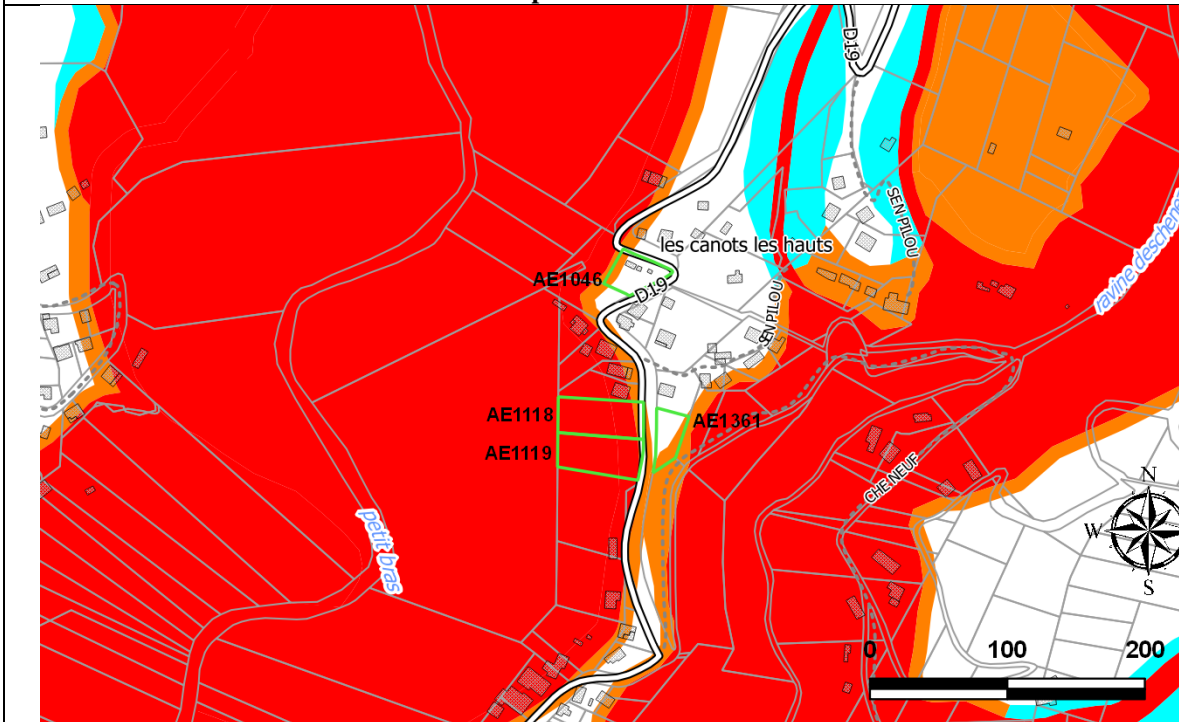 D19
SEN PILOU
les canots les hauts
ravine deschenes
AE1046
D19
SEN PILOU
AE1118
AE1361
AE1119
CHE NEUF
petit bras
N
W
S
0 100 200